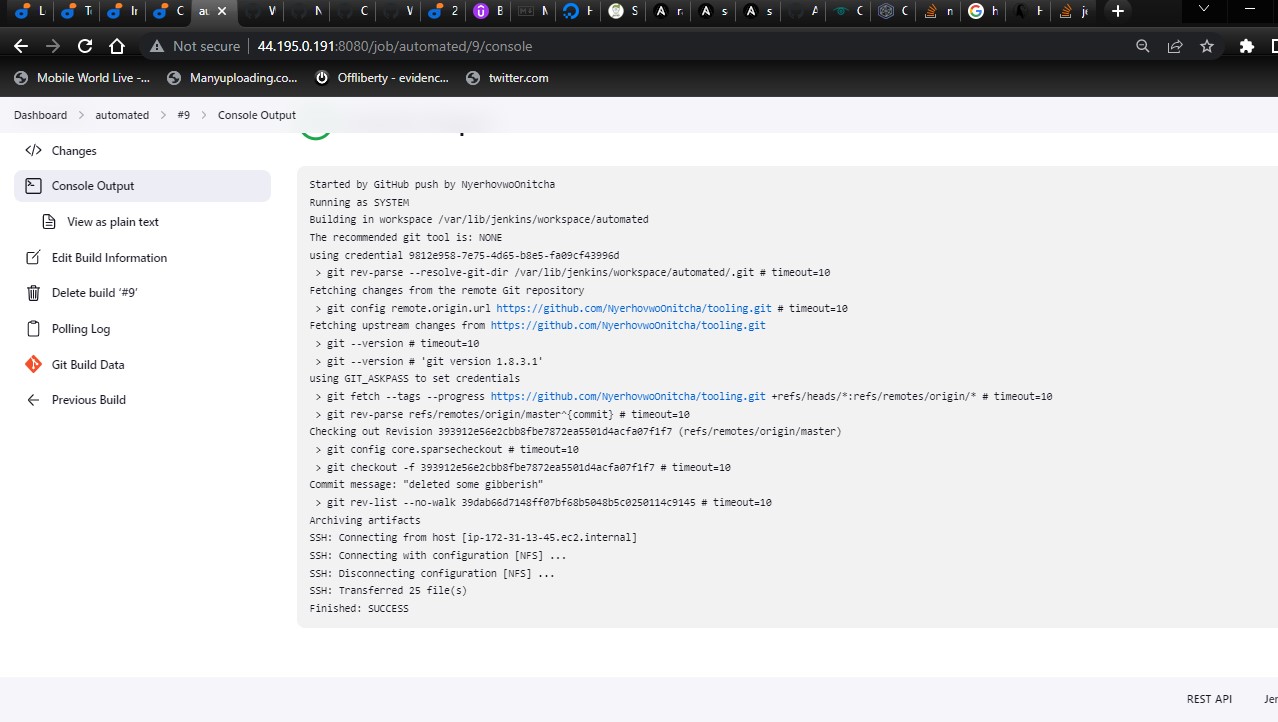 Not secure
44.195.0.191:8080/job/automated/9/console
Mobile World Live -...
Manyuploading.co...
Offliberty - evidenc...
twitter.com
Dashboard > automated > #9 > Console Output
Changes
Console Output
View as plain text
Edit Build Information
Delete build ‘#9’
Polling Log
Git Build Data
Previous Build
Started by GitHub push by NyerhovwoOnitcha
Running as SYSTEM
Building in workspace /var/lib/jenkins/workspace/automated
The recommended git tool is: NONE
using credential 9812e958-7e75-4d65-b8e5-fa09cf43996d
> git rev-parse --resolve-git-dir /var/lib/jenkins/workspace/automated/.git # timeout=10
Fetching changes from the remote Git repository
> git config remote.origin.url https://github.com/NyerhovwoOnitcha/tooling.git # timeout=10
Fetching upstream changes from https://github.com/NyerhovwoOnitcha/tooling.git
> git --version # timeout=10
> git --version # 'git version 1.8.3.1'
using GIT_ASKPASS to set credentials
> git fetch --tags --progress https://github.com/NyerhovwoOnitcha/tooling.git +refs/heads/*:refs/remotes/origin/* # timeout=10
> git rev-parse refs/remotes/origin/master^{commit} # timeout=10
Checking out Revision 393912e56e2cbb8fbe7872ea5501d4acfa07f1f7 (refs/remotes/origin/master)
> git config core.sparsecheckout # timeout=10
> git checkout -f 393912e56e2cbb8fbe7872ea5501d4acfa07f1f7 # timeout=10
Commit message: "deleted some gibberish"
> git rev-list --no-walk 39dab66d7148ff07bf68b5048b5c0250114c9145 # timeout=10
Archiving artifacts
SSH: Connecting from host [ip-172-31-13-45.ec2.internal]
SSH: Connecting with configuration [NFS] ...
SSH: Disconnecting configuration [NFS] ...
SSH: Transferred 25 file(s)
Finished: SUCCESS
REST API